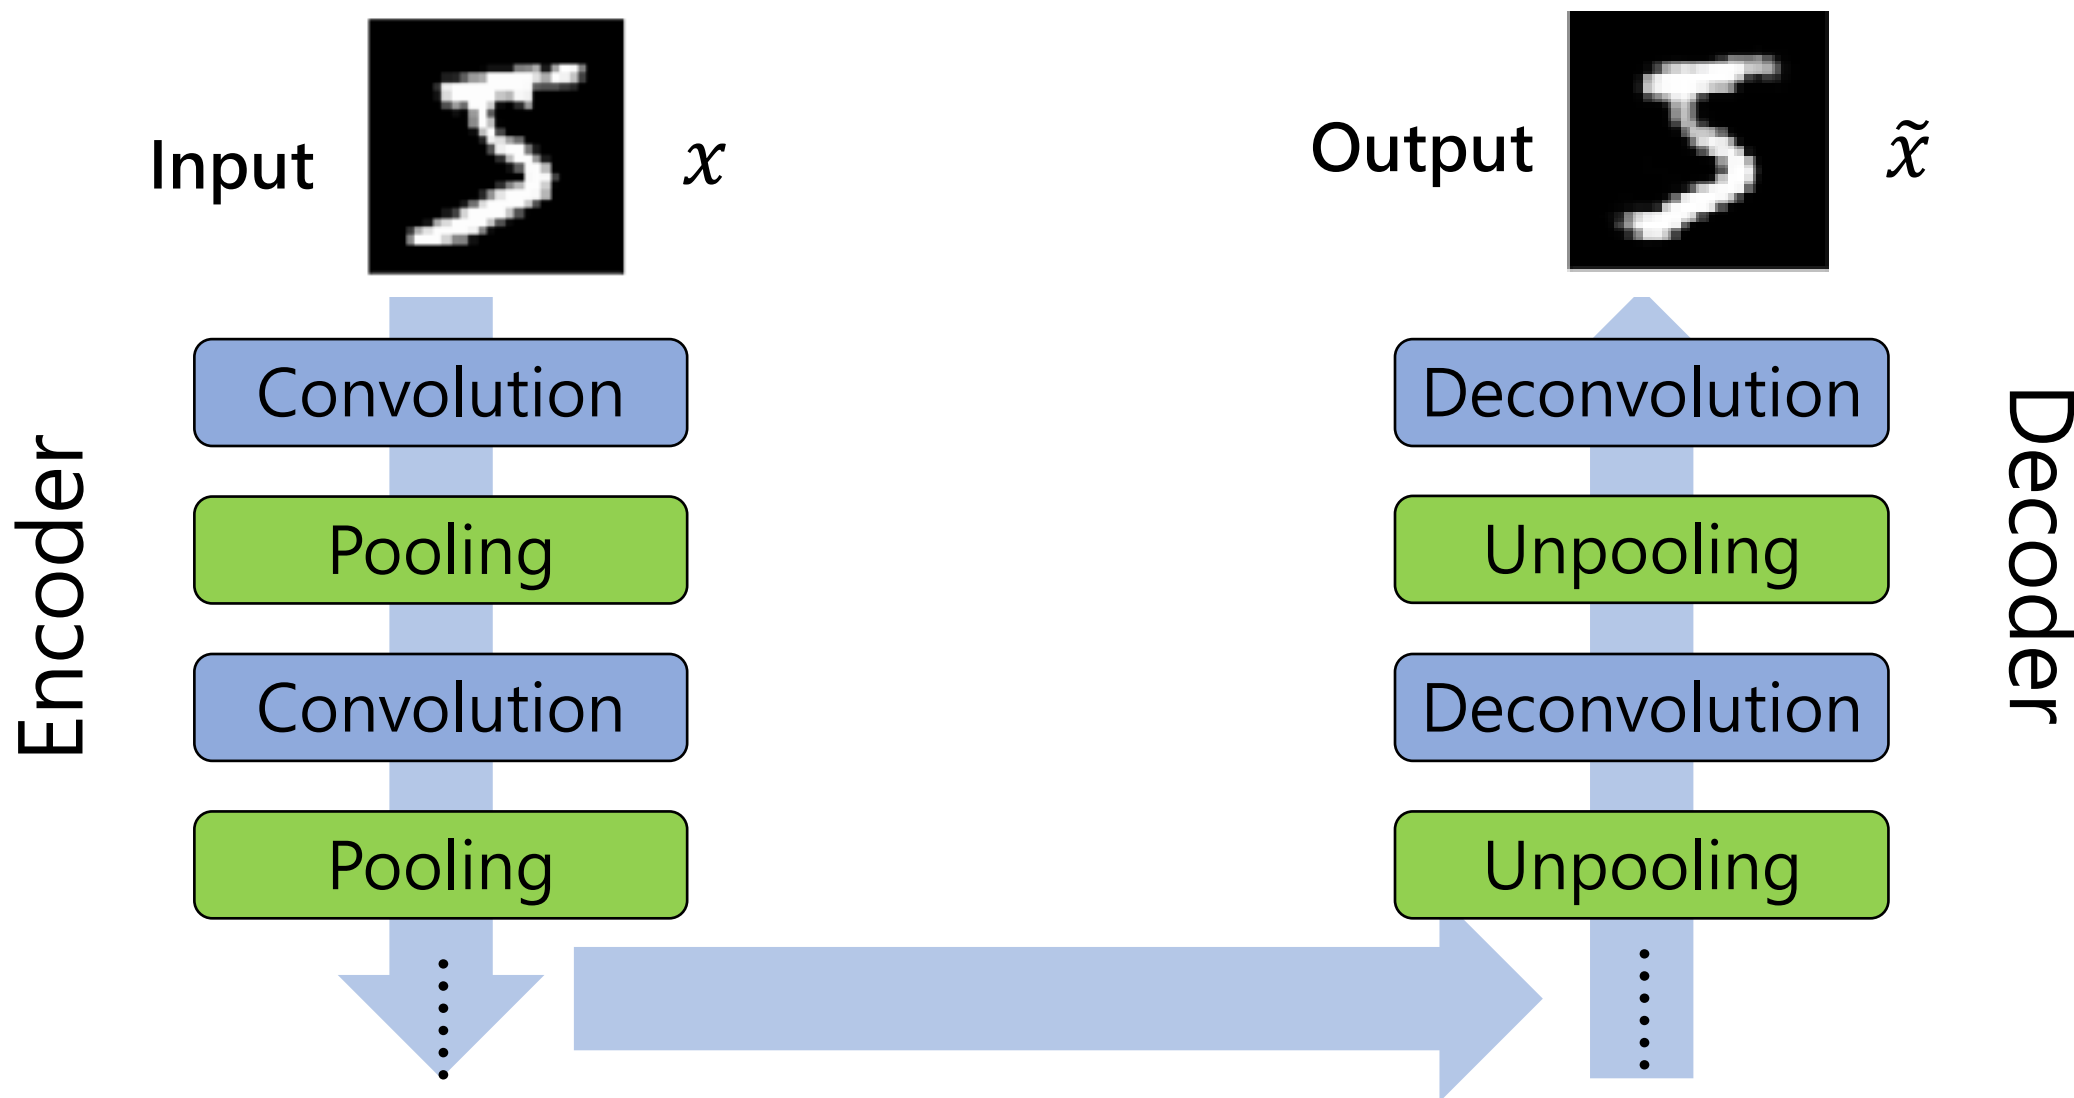 Input
x
Encoder
Convolution
Pooling
Convolution
Pooling
Output
x̃
Decoder
Deconvolution
Unpooling
Deconvolution
Unpooling